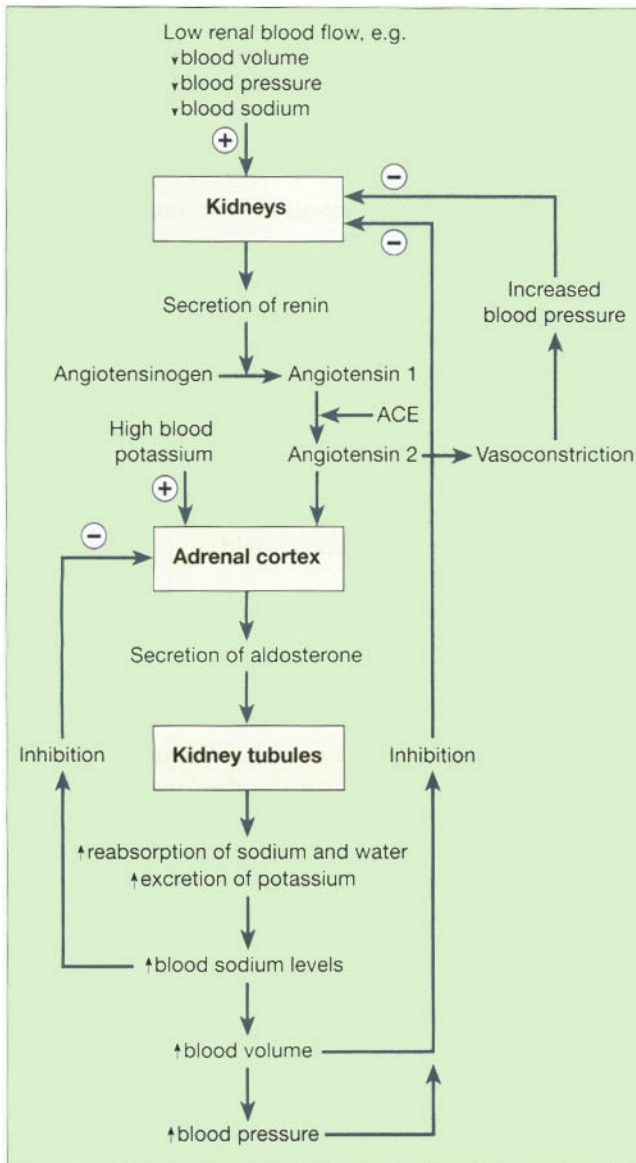 Low renal blood flow, e.g.
▾blood volume
▾blood pressure
▾blood sodium
+
−
Kidneys
−
Secretion of renin
Increased
blood pressure
Angiotensinogen
Angiotensin 1
ACE
High blood
potassium
Angiotensin 2
Vasoconstriction
+
−
Adrenal cortex
Secretion of aldosterone
Inhibition
Kidney tubules
Inhibition
↑reabsorption of sodium and water
↑excretion of potassium
↑blood sodium levels
↑blood volume
↑blood pressure